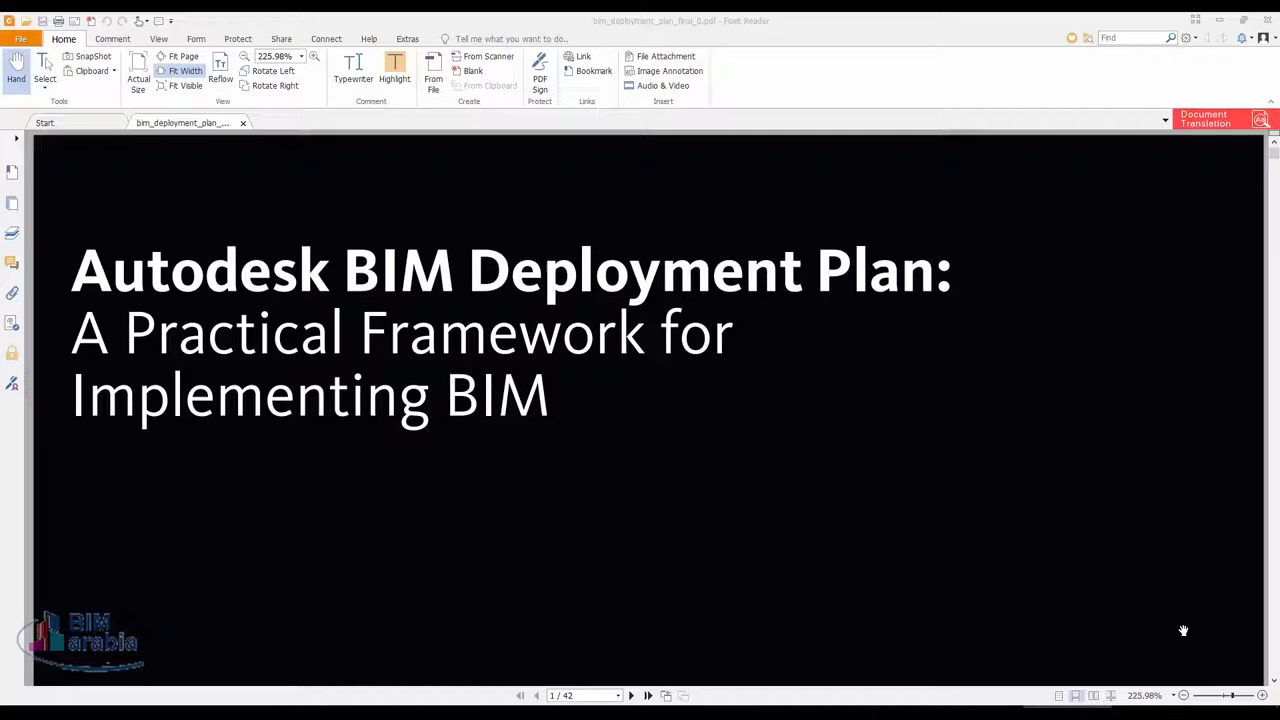 bim_deployment_plan_final_0.pdf - Foxit Reader
File Home Comment View Form Protect Share Connect Help Extras Tell me what you want to do.. Find
Hand
Select
SnapShot
Clipboard
Tools
Actual Size
Fit Page
Fit Width
Fit Visible
Reflow
225.98%
Rotate Left
Rotate Right
View
Typewriter
Highlight
Comment
From File
From Scanner
Blank
From Clipboard
Create
PDF Sign
Protect
Link
Bookmark
Links
File Attachment
Image Annotation
Audio & Video
Insert
Start
bim_deployment_plan_...
Document
Translation
Autodesk BIM Deployment Plan:
A Practical Framework for
Implementing BIM
BIM
arabia
1 / 42
225.98%